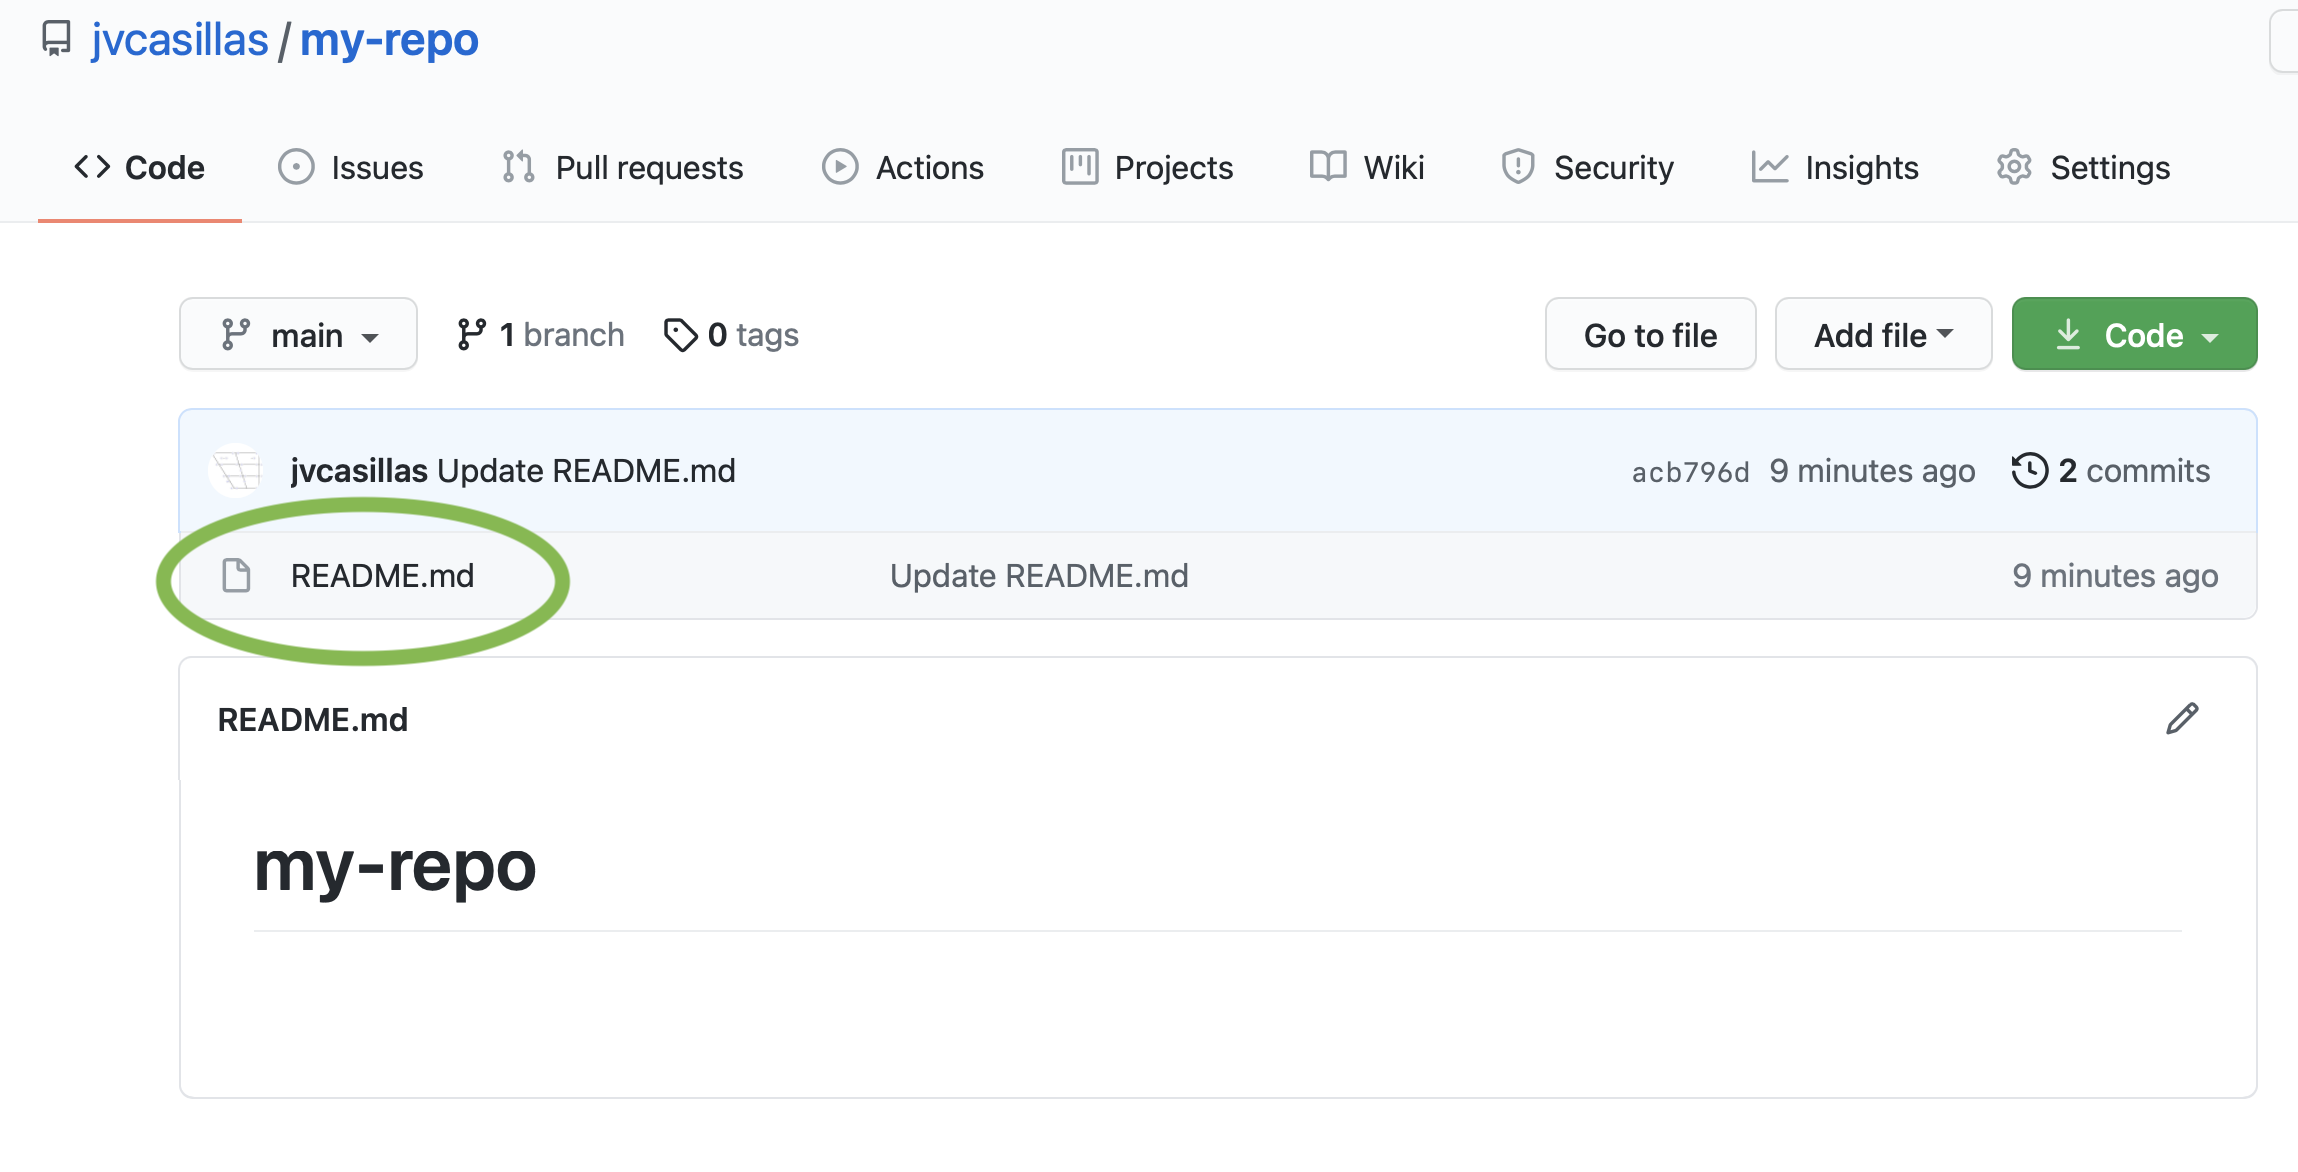 jvcasillas / my-repo
Code Issues Pull requests Actions Projects Wiki Security Insights Settings
main 1 branch 0 tags Go to file Add file Code
jvcasillas Update README.md acb796d 9 minutes ago 2 commits
README.md Update README.md 9 minutes ago
README.md
my-repo